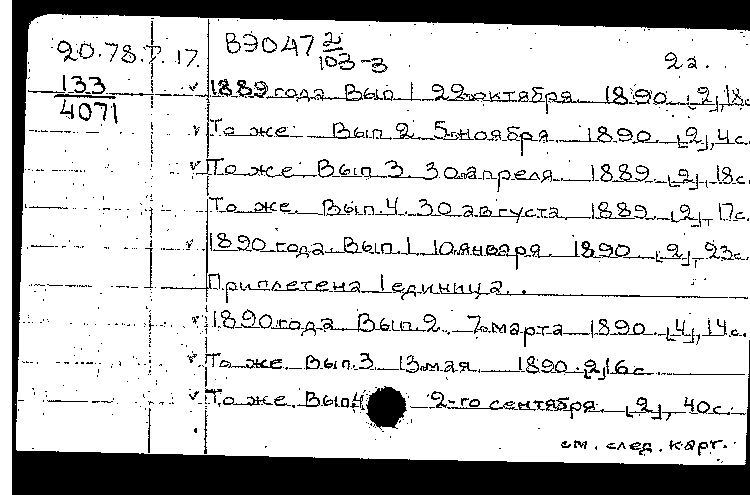 20.78.7.17. ВЭ047 2/103-3 2а.
133
4071
1889 года Вып 1 22 октября. 1890. [2], 18с
То же. Вып 2. 5 ноября 1890. [2], 4с.
То же Вып 3. 30 апреля. 1889. [2], 18с.
То же. Вып. 4. 30 августа. 1889. [2], 17с.
1890 года. Вып. 1. 10 января. 1890. [2], 23с.
Приплетена 1 единица.
1890 года Вып. 2. 7 марта 1890. [4], 14с.
То же. Вып. 3. 13 мая. 1890. [2], 6с.
То же. Вып. 4 2-го сентября. [2], 40с.
см. след. карт.